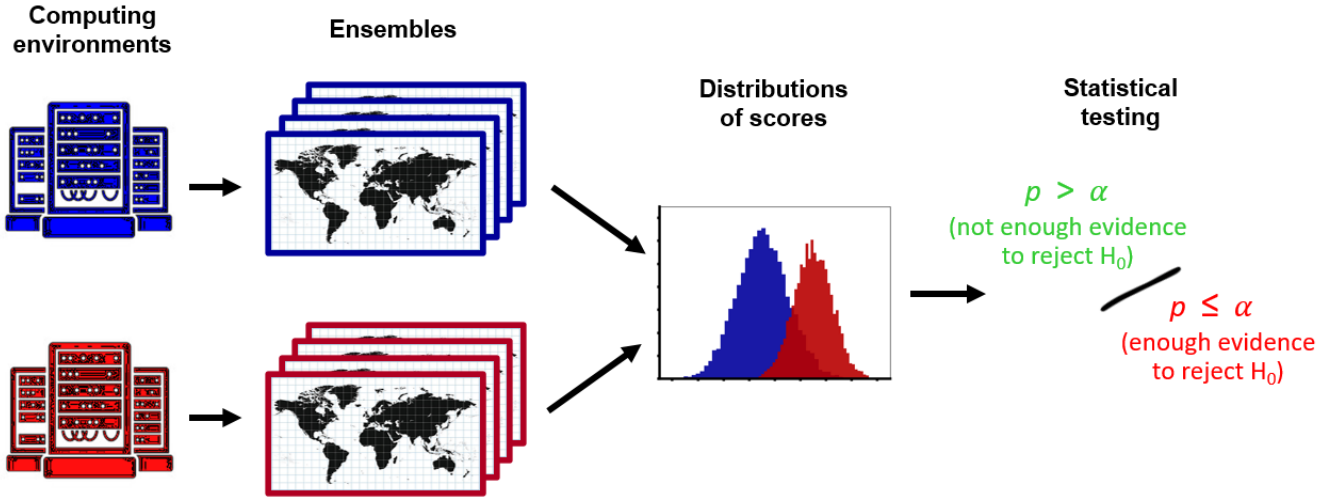 Computing
environments
Ensembles
Distributions
of scores
Statistical
testing
p > α
(not enough evidence
to reject H₀)
p ≤ α
(enough evidence
to reject H₀)